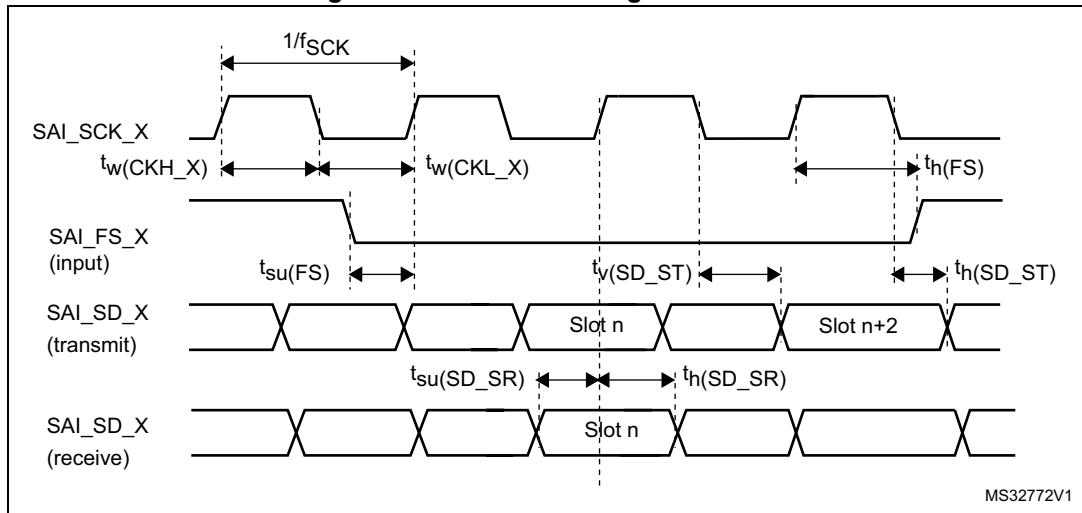 1/fSCK
SAI_SCK_X
tw(CKH_X)
tw(CKL_X)
th(FS)
SAI_FS_X
(input)
tsu(FS)
tv(SD_ST)
th(SD_ST)
SAI_SD_X
(transmit)
Slot n
Slot n+2
tsu(SD_SR)
th(SD_SR)
SAI_SD_X
(receive)
Slot n
MS32772V1